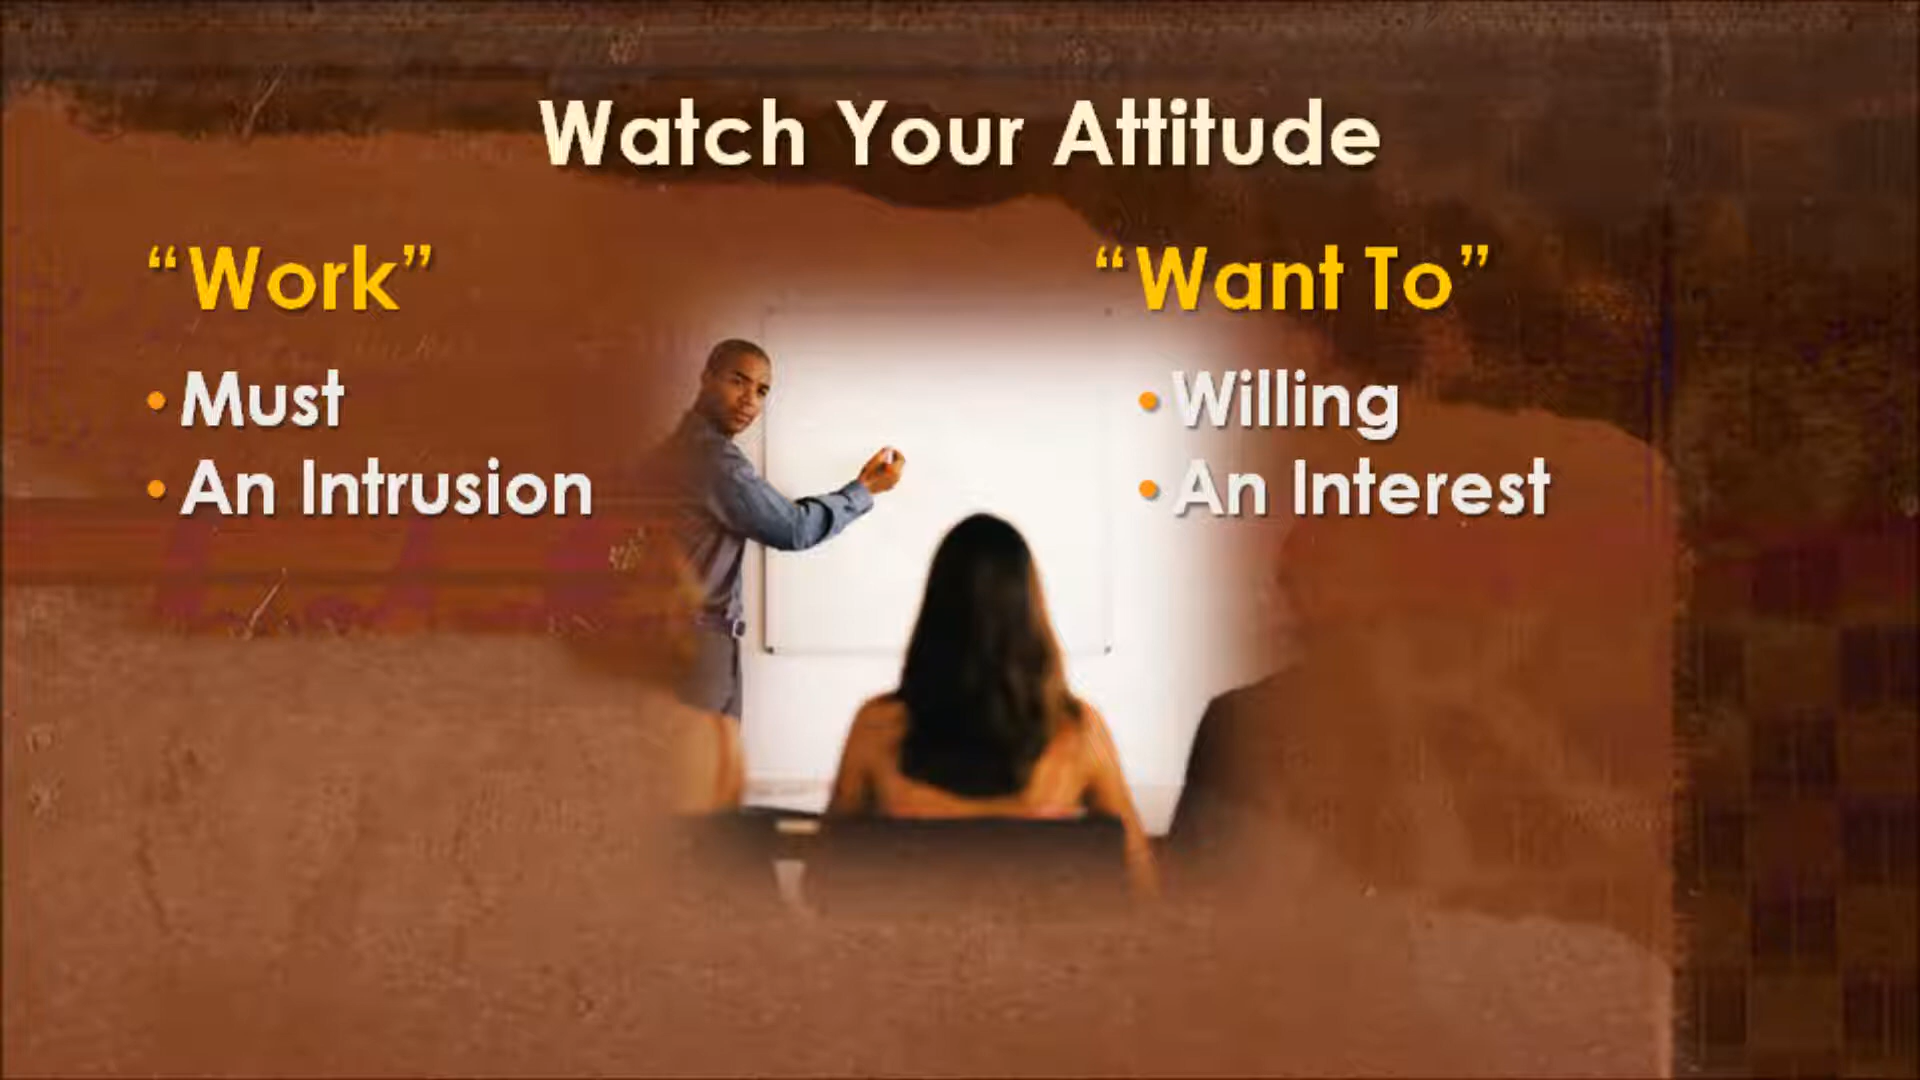 Watch Your Attitude
“Work”
• Must
• An Intrusion
“Want To”
• Willing
• An Interest